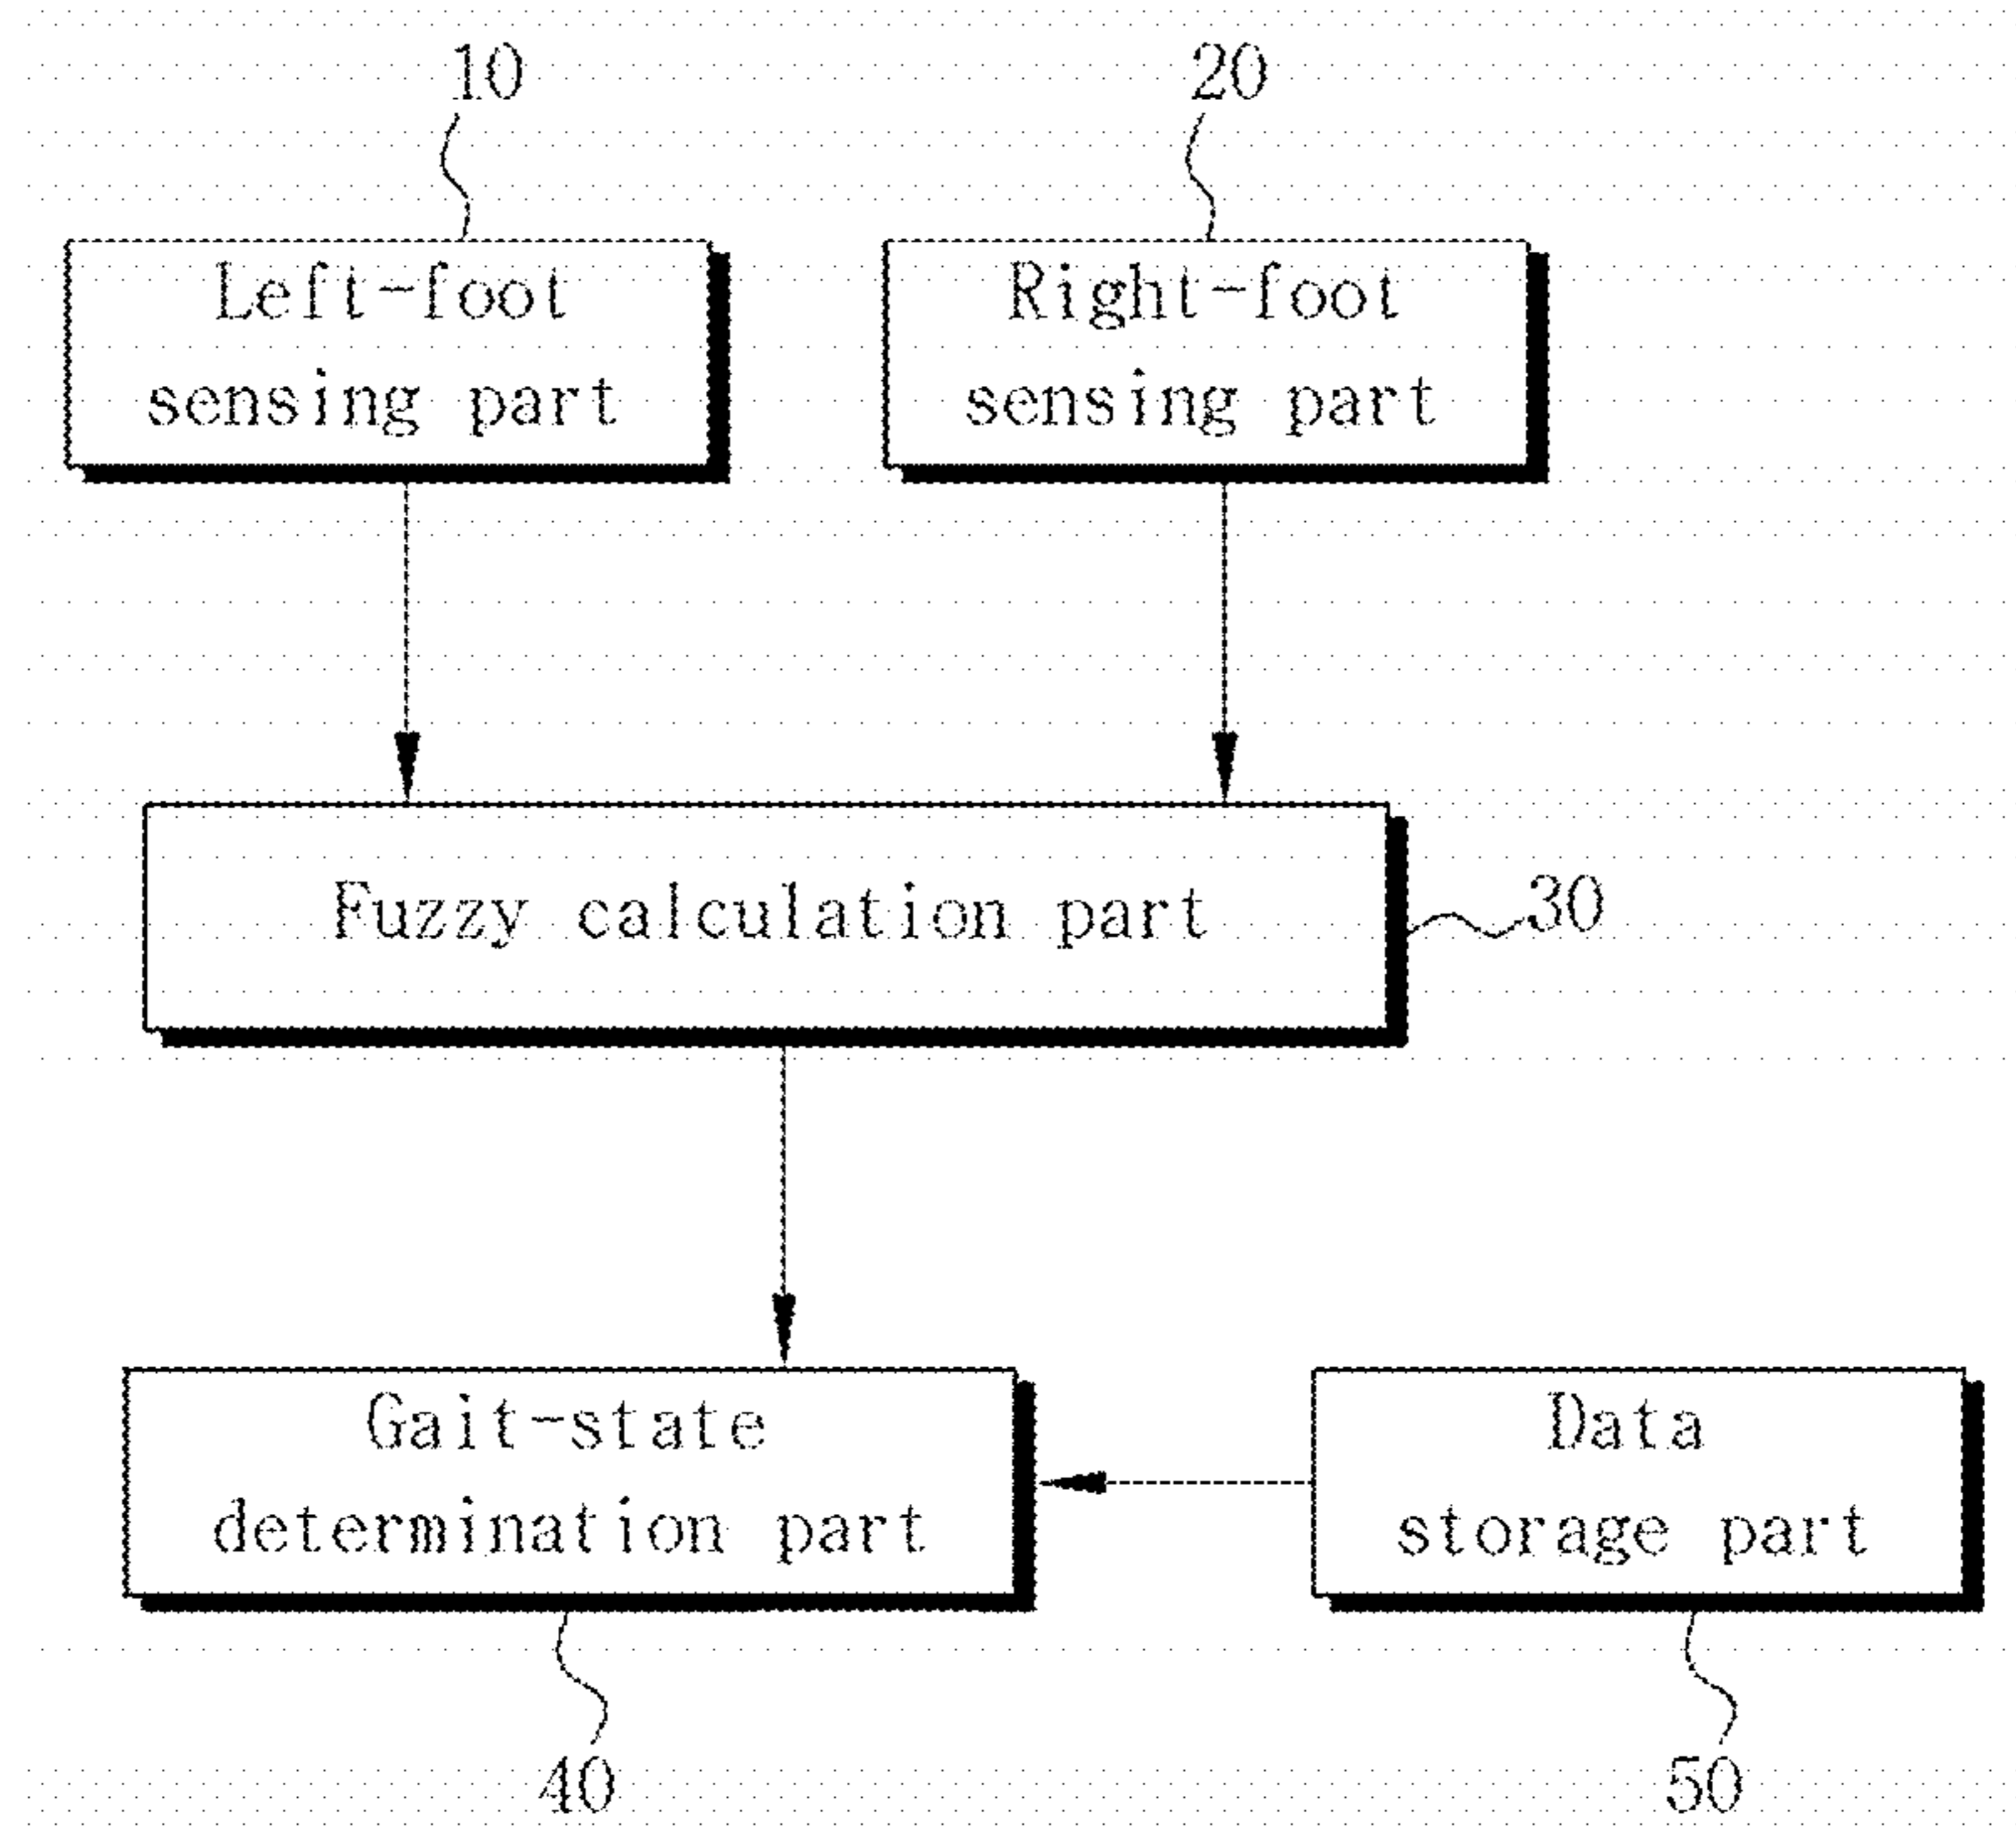 10
20
Left-foot
sensing part
Right-foot
sensing part
Fuzzy calculation part
30
Gait-state
determination part
Data
storage part
40
50